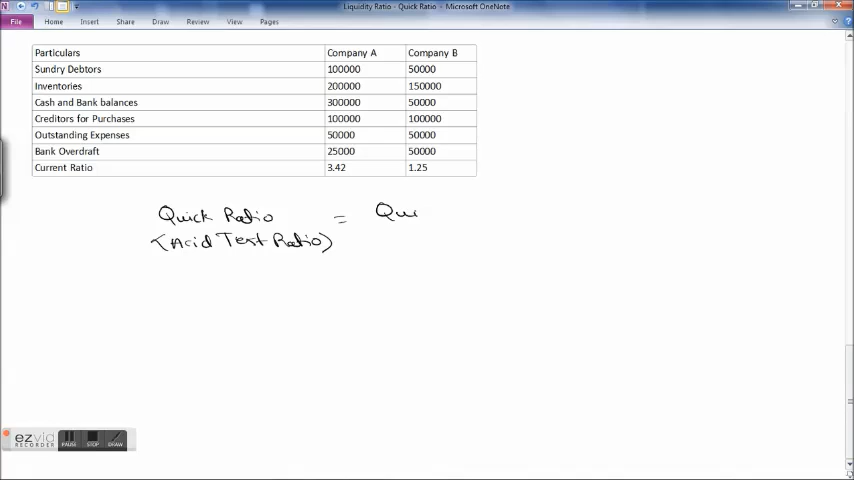 Liquidity Ratio - Quick Ratio - Microsoft OneNote
File Home Insert Share Draw Review View Pages
Particulars Company A Company B
Sundry Debtors 100000 50000
Inventories 200000 150000
Cash and Bank balances 300000 50000
Creditors for Purchases 100000 100000
Outstanding Expenses 50000 50000
Bank Overdraft 25000 50000
Current Ratio 3.42 1.25
Quick Ratio = Qui
(Acid Test Ratio)
ezvid
RECORDER
PAUSE STOP DRAW